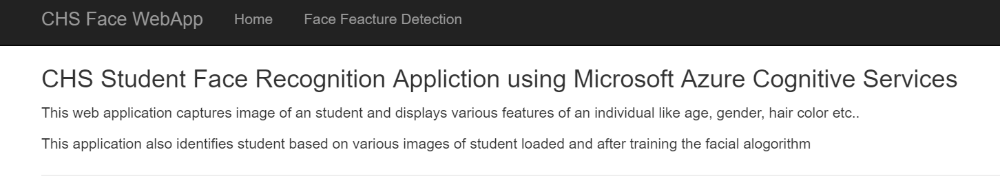 CHS Face WebApp Home Face Feacture Detection
CHS Student Face Recognition Appliction using Microsoft Azure Cognitive Services
This web application captures image of an student and displays various features of an individual like age, gender, hair color etc..
This application also identifies student based on various images of student loaded and after training the facial alogorithm